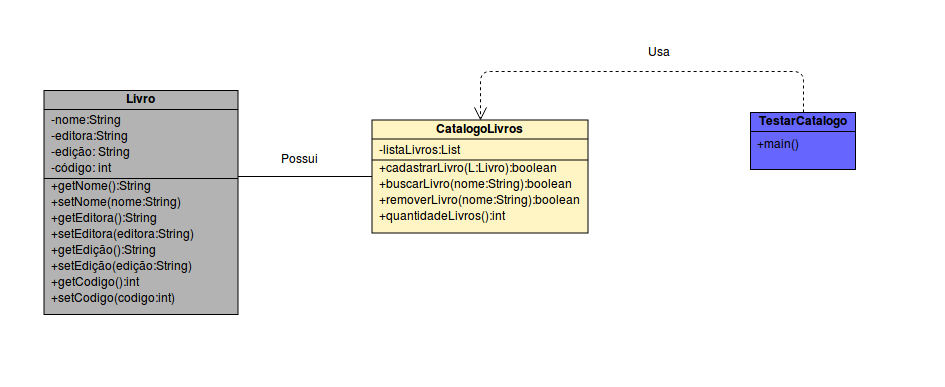 Usa
Livro
-nome:String
-editora:String
-edição: String
-código: int
+getNome():String
+setNome(nome:String)
+getEditora():String
+setEditora(editora:String)
+getEdição():String
+setEdição(edição:String)
+getCodigo():int
+setCodigo(codigo:int)
Possui
CatalogoLivros
-listaLivros:List
+cadastrarLivro(L:Livro):boolean
+buscarLivro(nome:String):boolean
+removerLivro(nome:String):boolean
+quantidadeLivros():int
TestarCatalogo
+main()